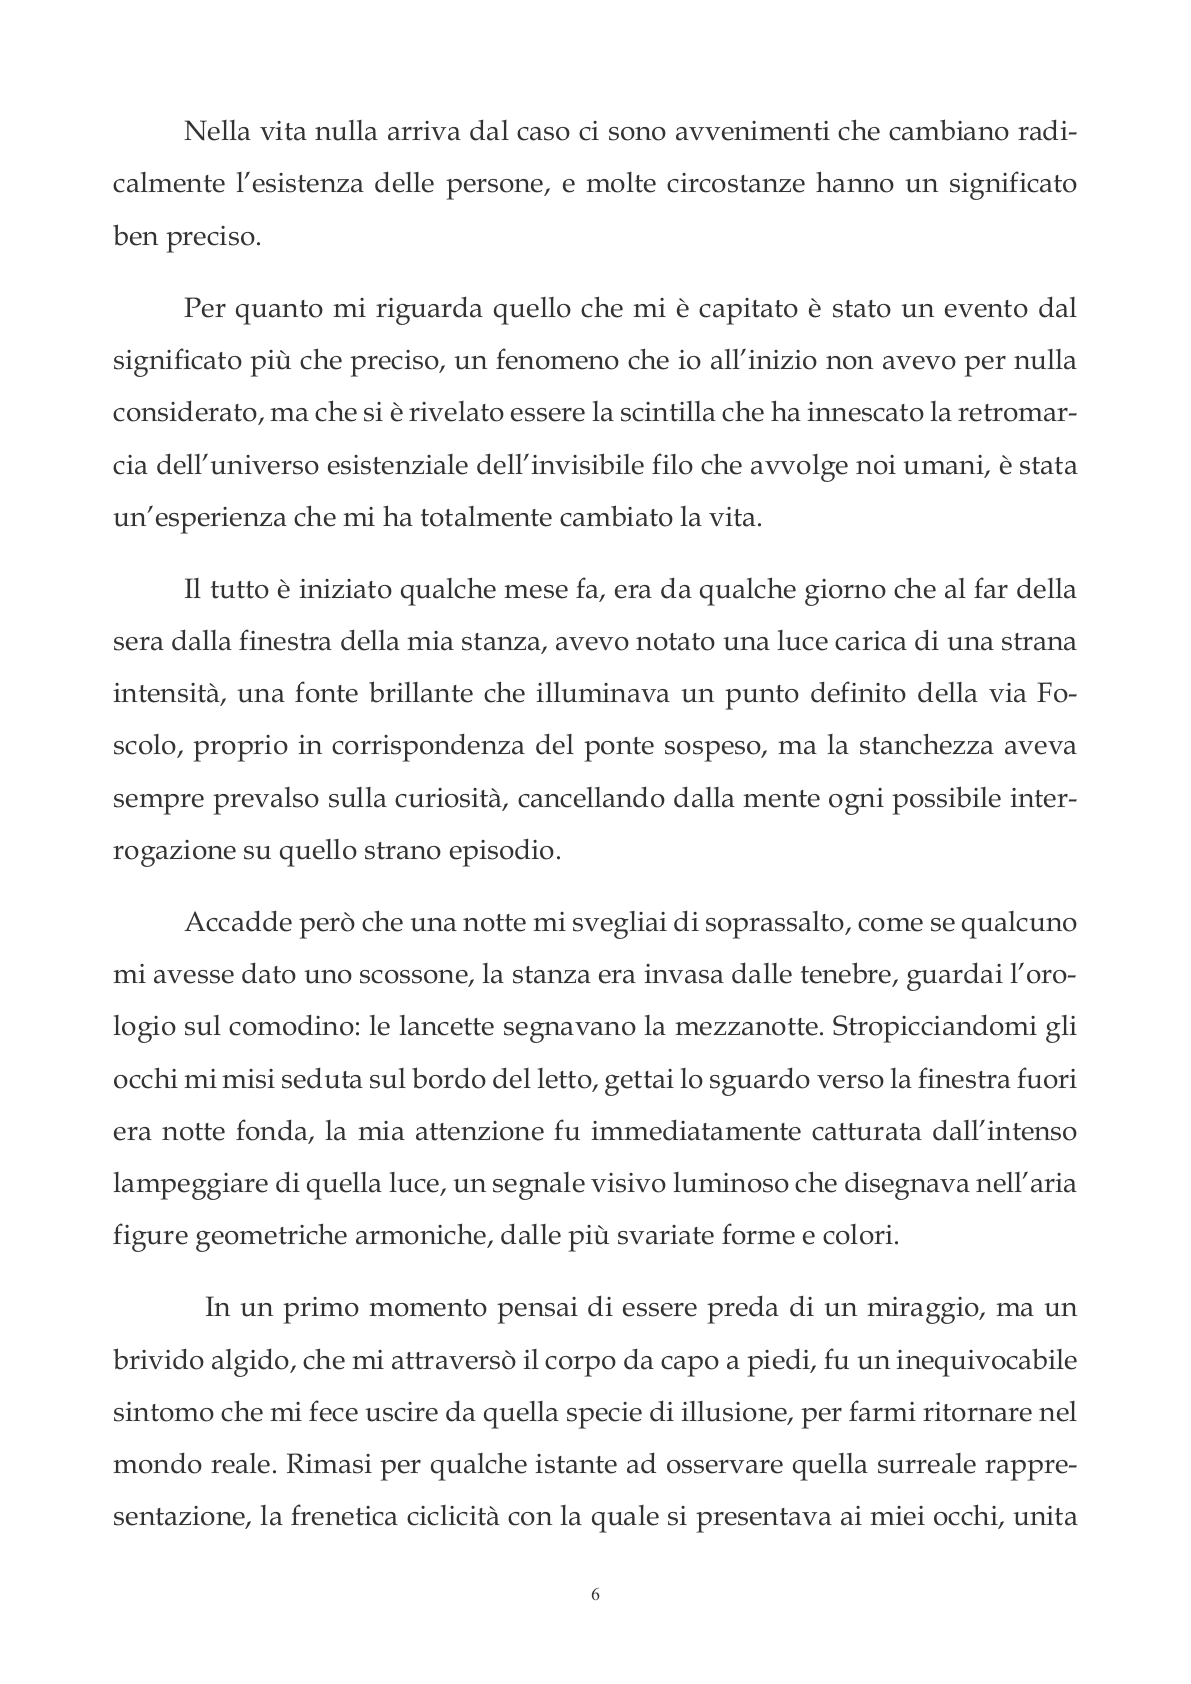 Nella vita nulla arriva dal caso ci sono avvenimenti che cambiano radi-
calmente l’esistenza delle persone, e molte circostanze hanno un significato
ben preciso.
Per quanto mi riguarda quello che mi è capitato è stato un evento dal
significato più che preciso, un fenomeno che io all’inizio non avevo per nulla
considerato, ma che si è rivelato essere la scintilla che ha innescato la retromar-
cia dell’universo esistenziale dell’invisibile filo che avvolge noi umani, è stata
un’esperienza che mi ha totalmente cambiato la vita.
Il tutto è iniziato qualche mese fa, era da qualche giorno che al far della
sera dalla finestra della mia stanza, avevo notato una luce carica di una strana
intensità, una fonte brillante che illuminava un punto definito della via Fo-
scolo, proprio in corrispondenza del ponte sospeso, ma la stanchezza aveva
sempre prevalso sulla curiosità, cancellando dalla mente ogni possibile inter-
rogazione su quello strano episodio.
Accadde però che una notte mi svegliai di soprassalto, come se qualcuno
mi avesse dato uno scossone, la stanza era invasa dalle tenebre, guardai l’oro-
logio sul comodino: le lancette segnavano la mezzanotte. Stropicciandomi gli
occhi mi misi seduta sul bordo del letto, gettai lo sguardo verso la finestra fuori
era notte fonda, la mia attenzione fu immediatamente catturata dall’intenso
lampeggiare di quella luce, un segnale visivo luminoso che disegnava nell’aria
figure geometriche armoniche, dalle più svariate forme e colori.
In un primo momento pensai di essere preda di un miraggio, ma un
brivido algido, che mi attraversò il corpo da capo a piedi, fu un inequivocabile
sintomo che mi fece uscire da quella specie di illusione, per farmi ritornare nel
mondo reale. Rimasi per qualche istante ad osservare quella surreale rappre-
sentazione, la frenetica ciclicità con la quale si presentava ai miei occhi, unita
6